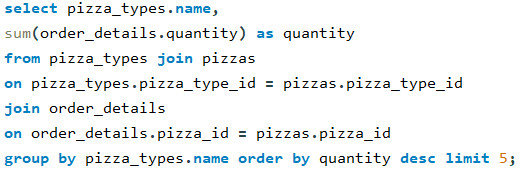 select pizza_types.name,
sum(order_details.quantity) as quantity
from pizza_types join pizzas
on pizza_types.pizza_type_id = pizzas.pizza_type_id
join order_details
on order_details.pizza_id = pizzas.pizza_id
group by pizza_types.name order by quantity desc limit 5;